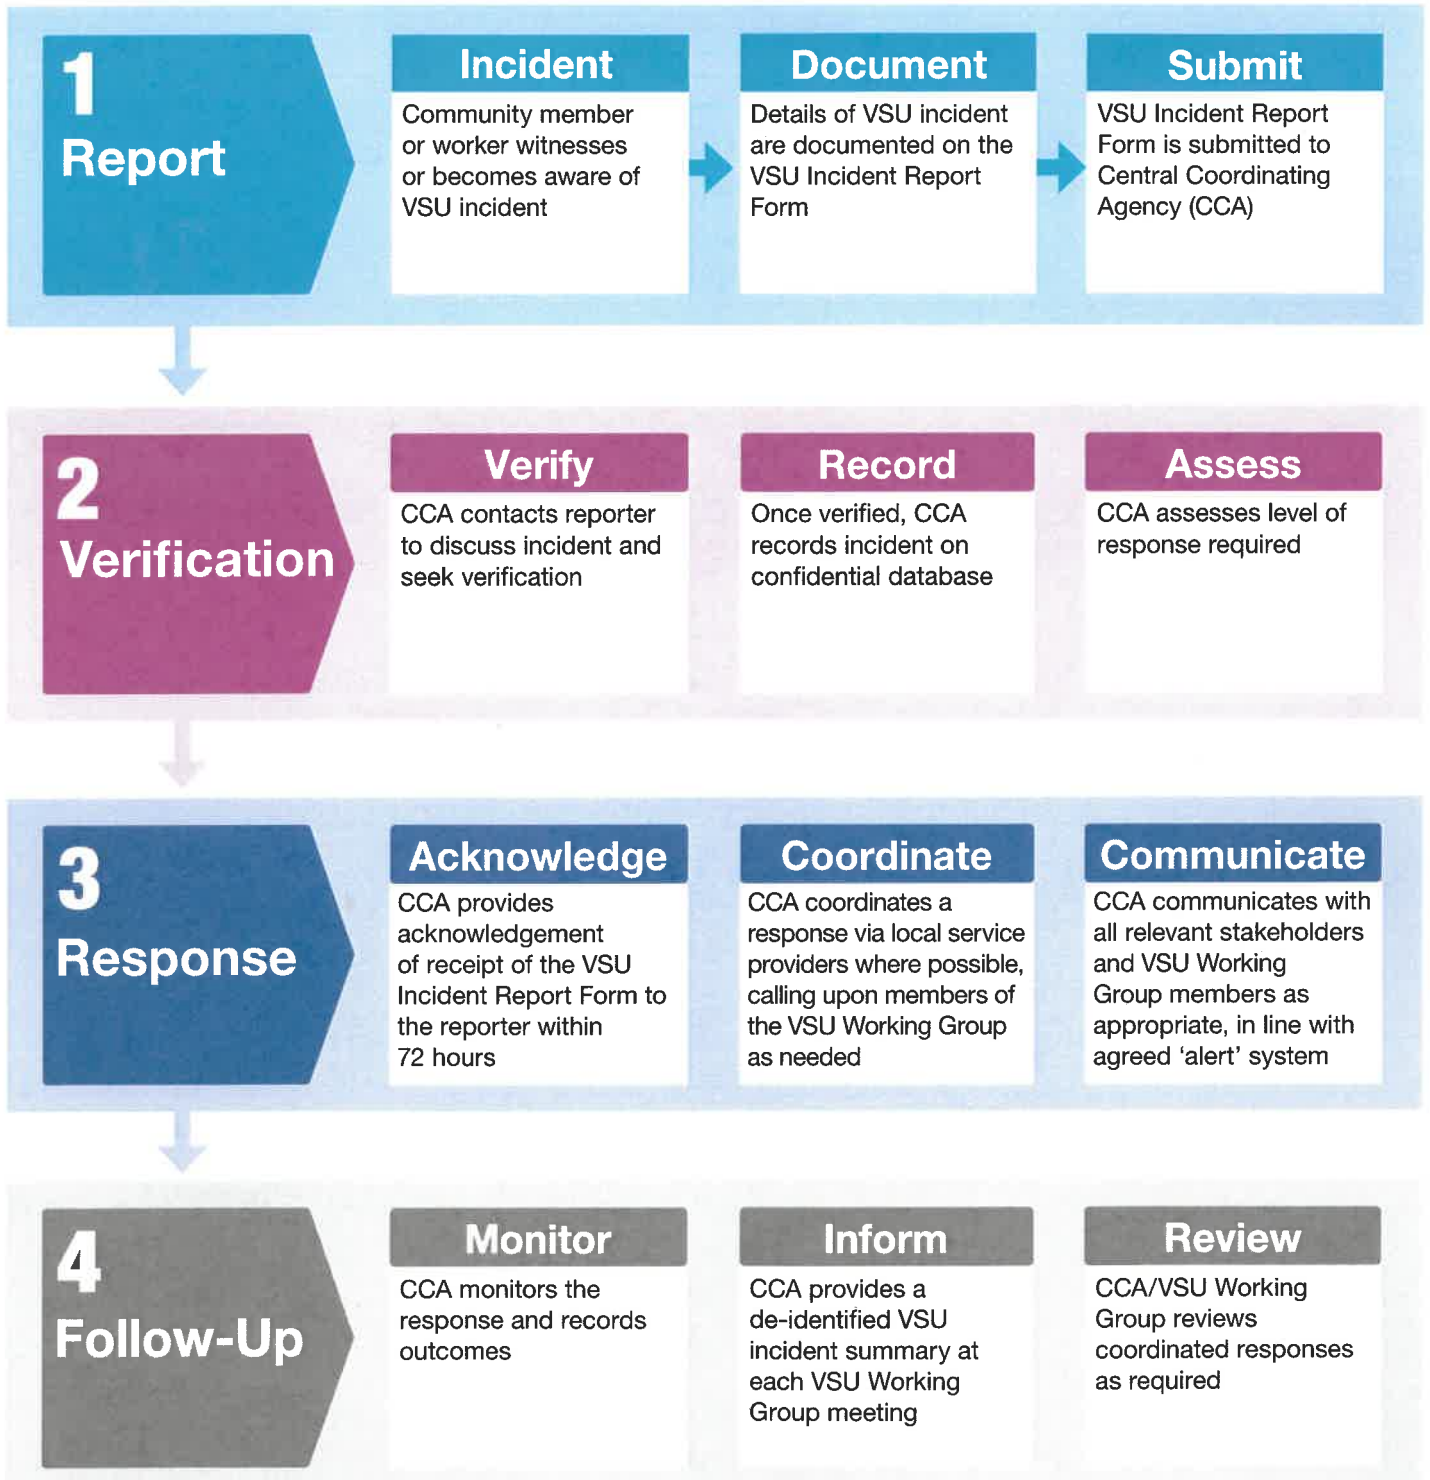 1
Report
Incident
Community member
or worker witnesses
or becomes aware of
VSU incident
Document
Details of VSU incident
are documented on the
VSU Incident Report
Form
Submit
VSU Incident Report
Form is submitted to
Central Coordinating
Agency (CCA)
2
Verification
Verify
CCA contacts reporter
to discuss incident and
seek verification
Record
Once verified, CCA
records incident on
confidential database
Assess
CCA assesses level of
response required
3
Response
Acknowledge
CCA provides
acknowledgement
of receipt of the VSU
Incident Report Form to
the reporter within
72 hours
Coordinate
CCA coordinates a
response via local service
providers where possible,
calling upon members of
the VSU Working Group
as needed
Communicate
CCA communicates with
all relevant stakeholders
and VSU Working
Group members as
appropriate, in line with
agreed ‘alert’ system
4
Follow-Up
Monitor
CCA monitors the
response and records
outcomes
Inform
CCA provides a
de-identified VSU
incident summary at
each VSU Working
Group meeting
Review
CCA/VSU Working
Group reviews
coordinated responses
as required